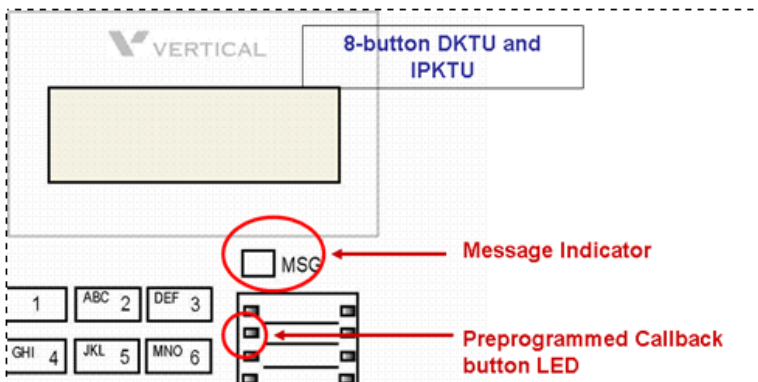 VERTICAL
8-button DKTU and
IPKTU
MSG
Message Indicator
1
ABC 2
DEF 3
Preprogrammed Callback
button LED
GHI 4
JKL 5
MNO 6